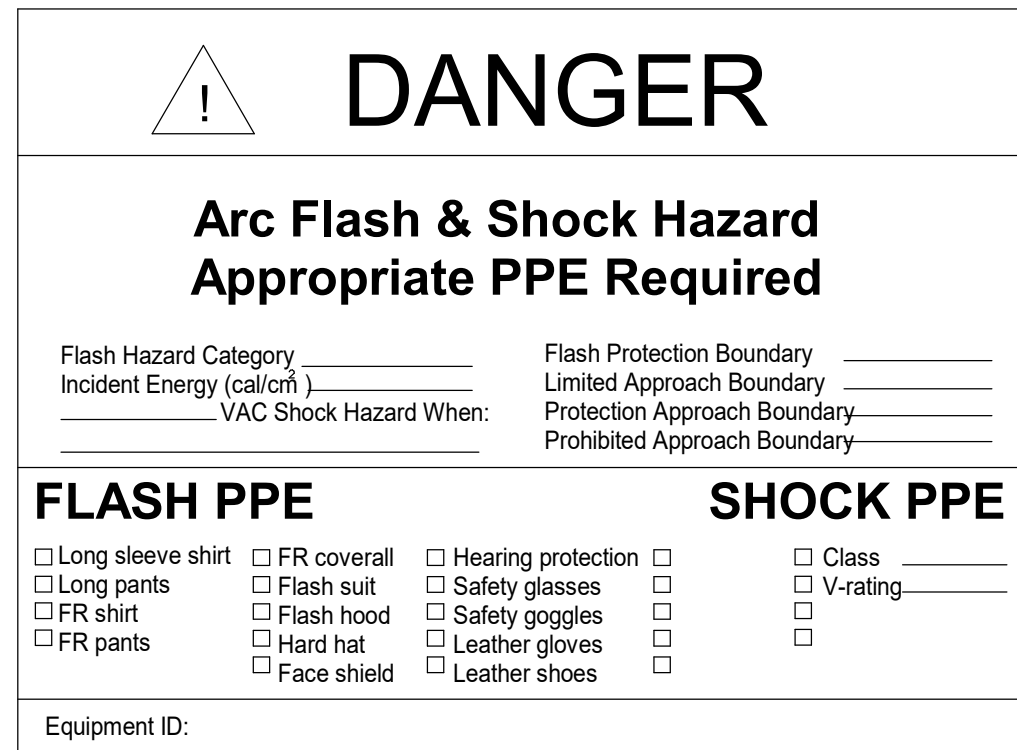 !
DANGER
Arc Flash & Shock Hazard
Appropriate PPE Required
Flash Hazard Category
Incident Energy (cal/cm²)
VAC Shock Hazard When:
Flash Protection Boundary
Limited Approach Boundary
Protection Approach Boundary
Prohibited Approach Boundary
FLASH PPE
Long sleeve shirt
Long pants
FR shirt
FR pants
FR coverall
Flash suit
Flash hood
Hard hat
Face shield
Hearing protection
Safety glasses
Safety goggles
Leather gloves
Leather shoes
SHOCK PPE
Class
V-rating
Equipment ID: